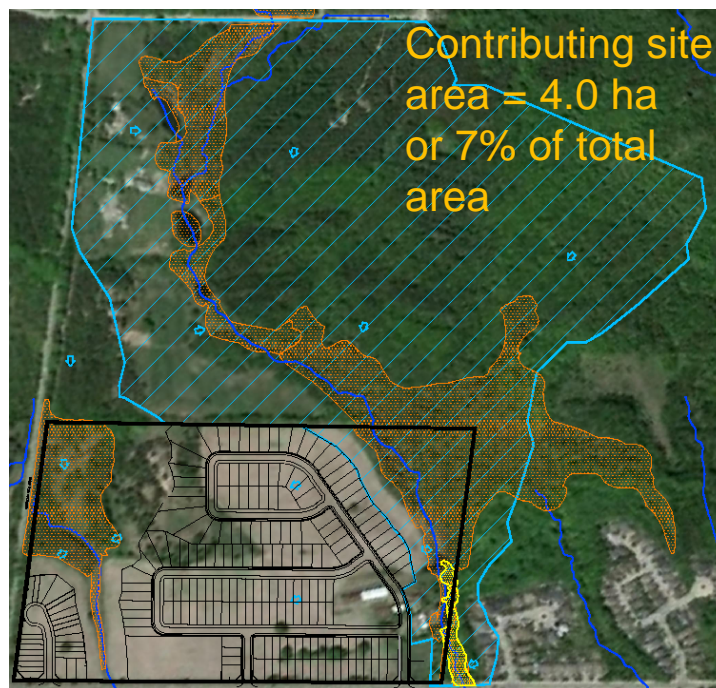 Contributing site
area = 4.0 ha
or 7% of total
area